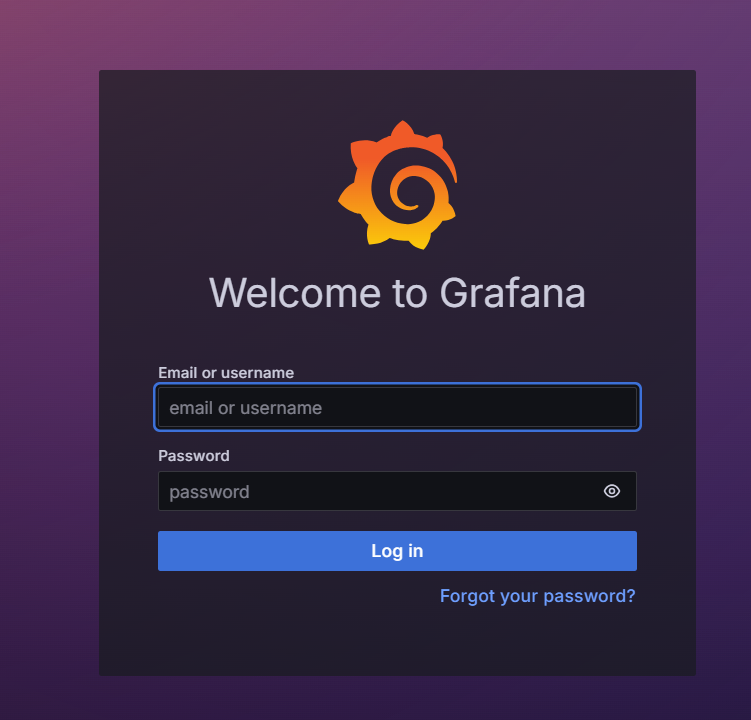 Welcome to Grafana
Email or username
email or username
Password
password
Log in
Forgot your password?